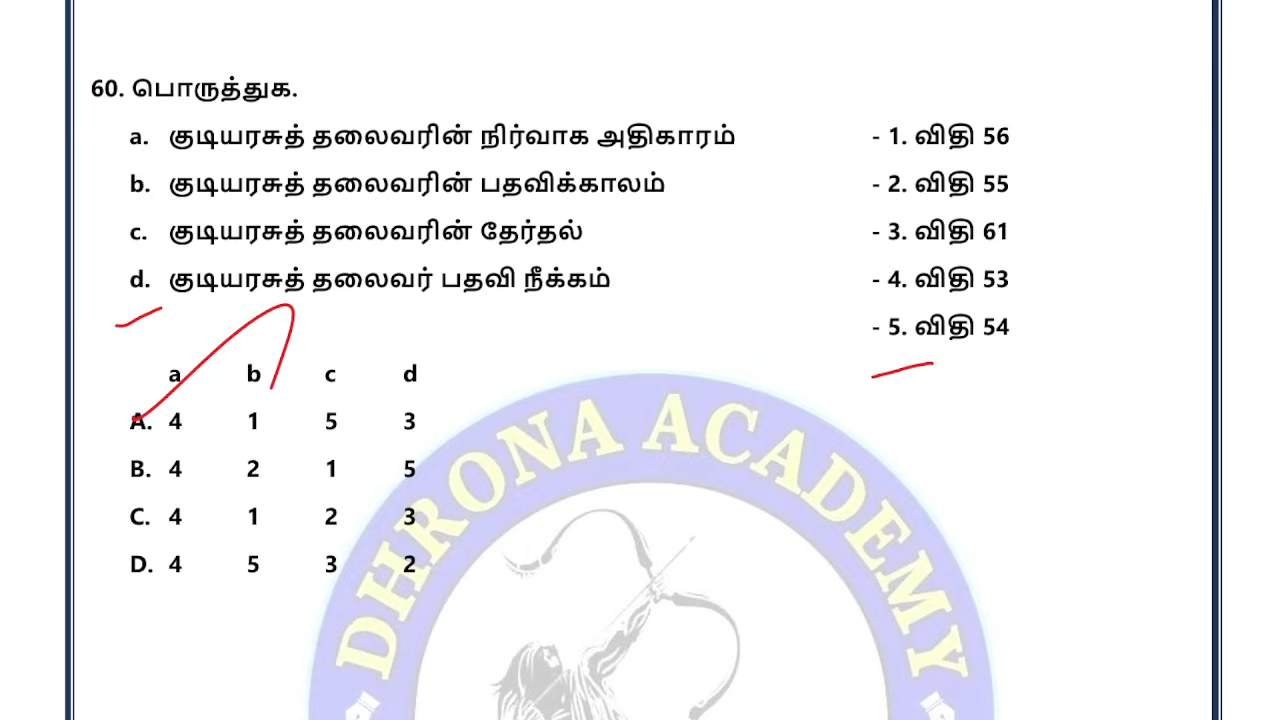 60. பொருத்துக.
a. குடியரசுத் தலைவரின் நிர்வாக அதிகாரம் - 1. விதி 56
b. குடியரசுத் தலைவரின் பதவிக்காலம் - 2. விதி 55
c. குடியரசுத் தலைவரின் தேர்தல் - 3. விதி 61
d. குடியரசுத் தலைவர் பதவி நீக்கம் - 4. விதி 53
- 5. விதி 54
a b c d
A. 4 1 5 3
B. 4 2 1 5
C. 4 1 2 3
D. 4 5 3 2
DHRONA ACADEMY